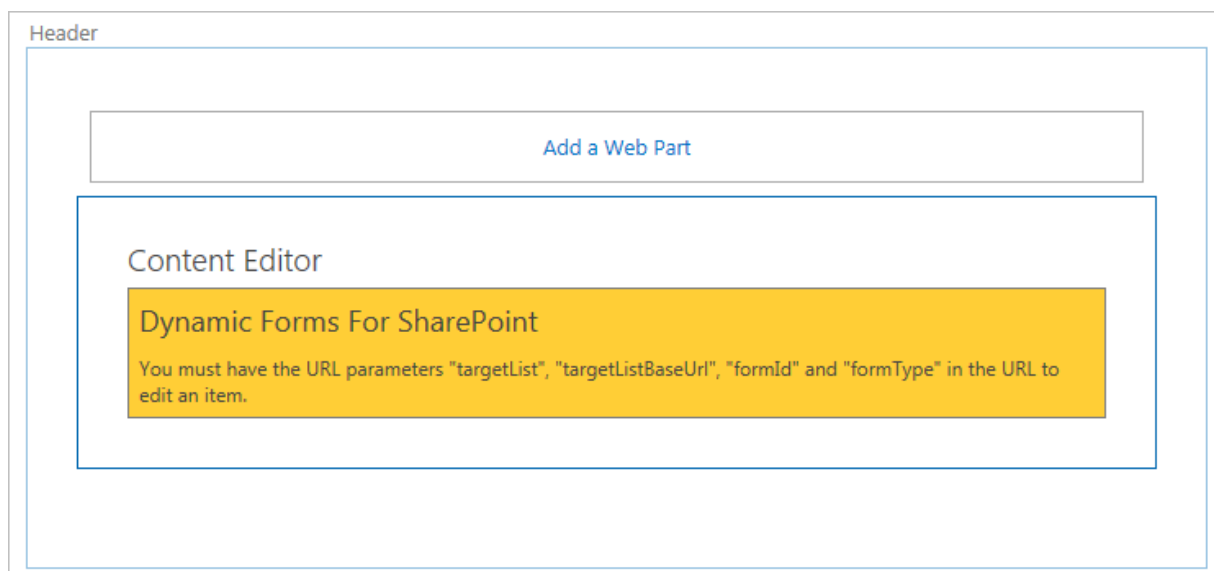 Header
Add a Web Part
Content Editor
Dynamic Forms For SharePoint
You must have the URL parameters "targetList", "targetListBaseUrl", "formId" and "formType" in the URL to
edit an item.